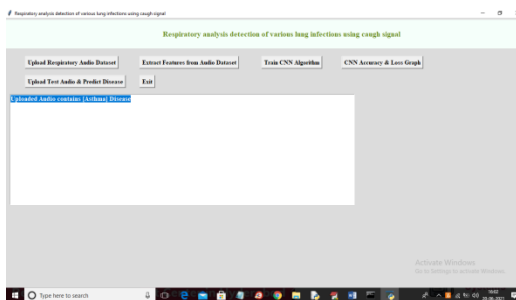 Respiratory analysis detection of various lung infections using caugh signal
Respiratory analysis detection of various lung infections using caugh signal
Upload Respiratory Audio Dataset
Extract Features from Audio Dataset
Train CNN Algorithm
CNN Accuracy & Loss Graph
Upload Test Audio & Predict Disease
Exit
Uploaded Audio contains [Asthma] Disease
Activate Windows
Go to Settings to activate Windows.
Type here to search
16:02